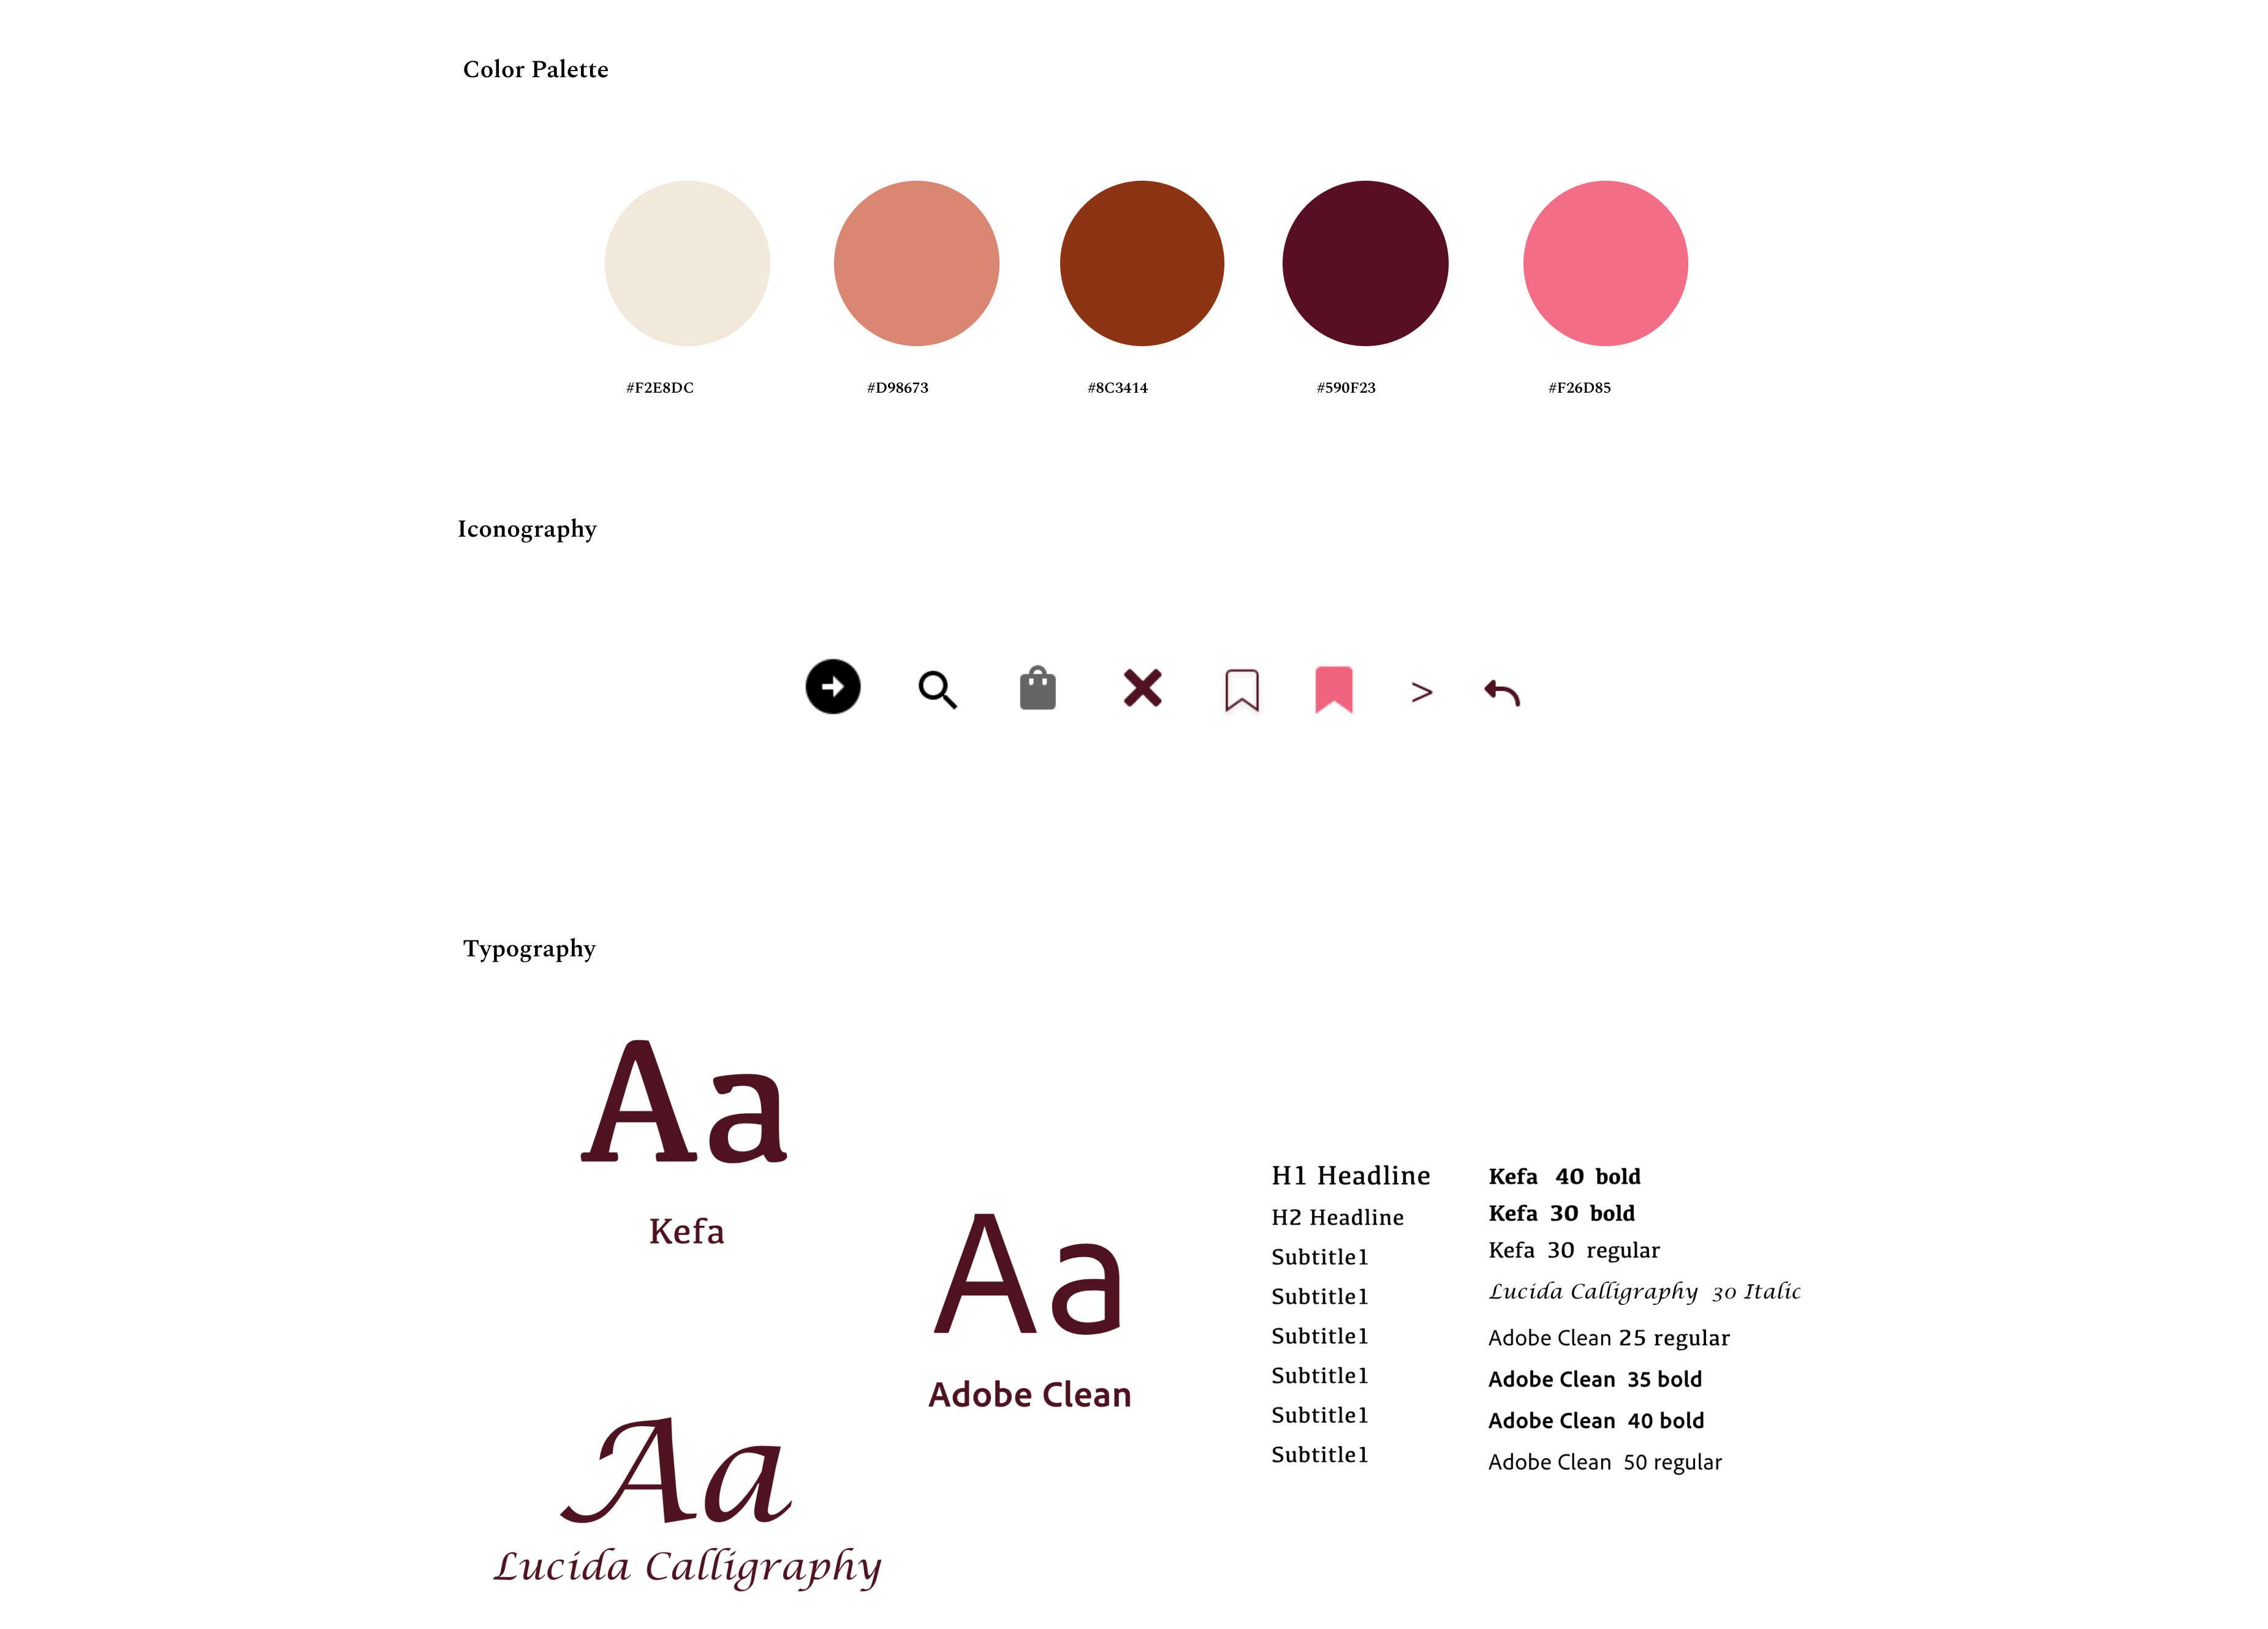 Color Palette
#F2E8DC #D98673 #8C3414 #590F23 #F26D85
Iconography
>
Typography
Aa
Kefa
Aa
Adobe Clean
Aa
Lucida Calligraphy
H1 Headline Kefa 40 bold
H2 Headline Kefa 30 bold
Subtitle1 Kefa 30 regular
Subtitle1 Lucida Calligraphy 30 Italic
Subtitle1 Adobe Clean 25 regular
Subtitle1 Adobe Clean 35 bold
Subtitle1 Adobe Clean 40 bold
Subtitle1 Adobe Clean 50 regular